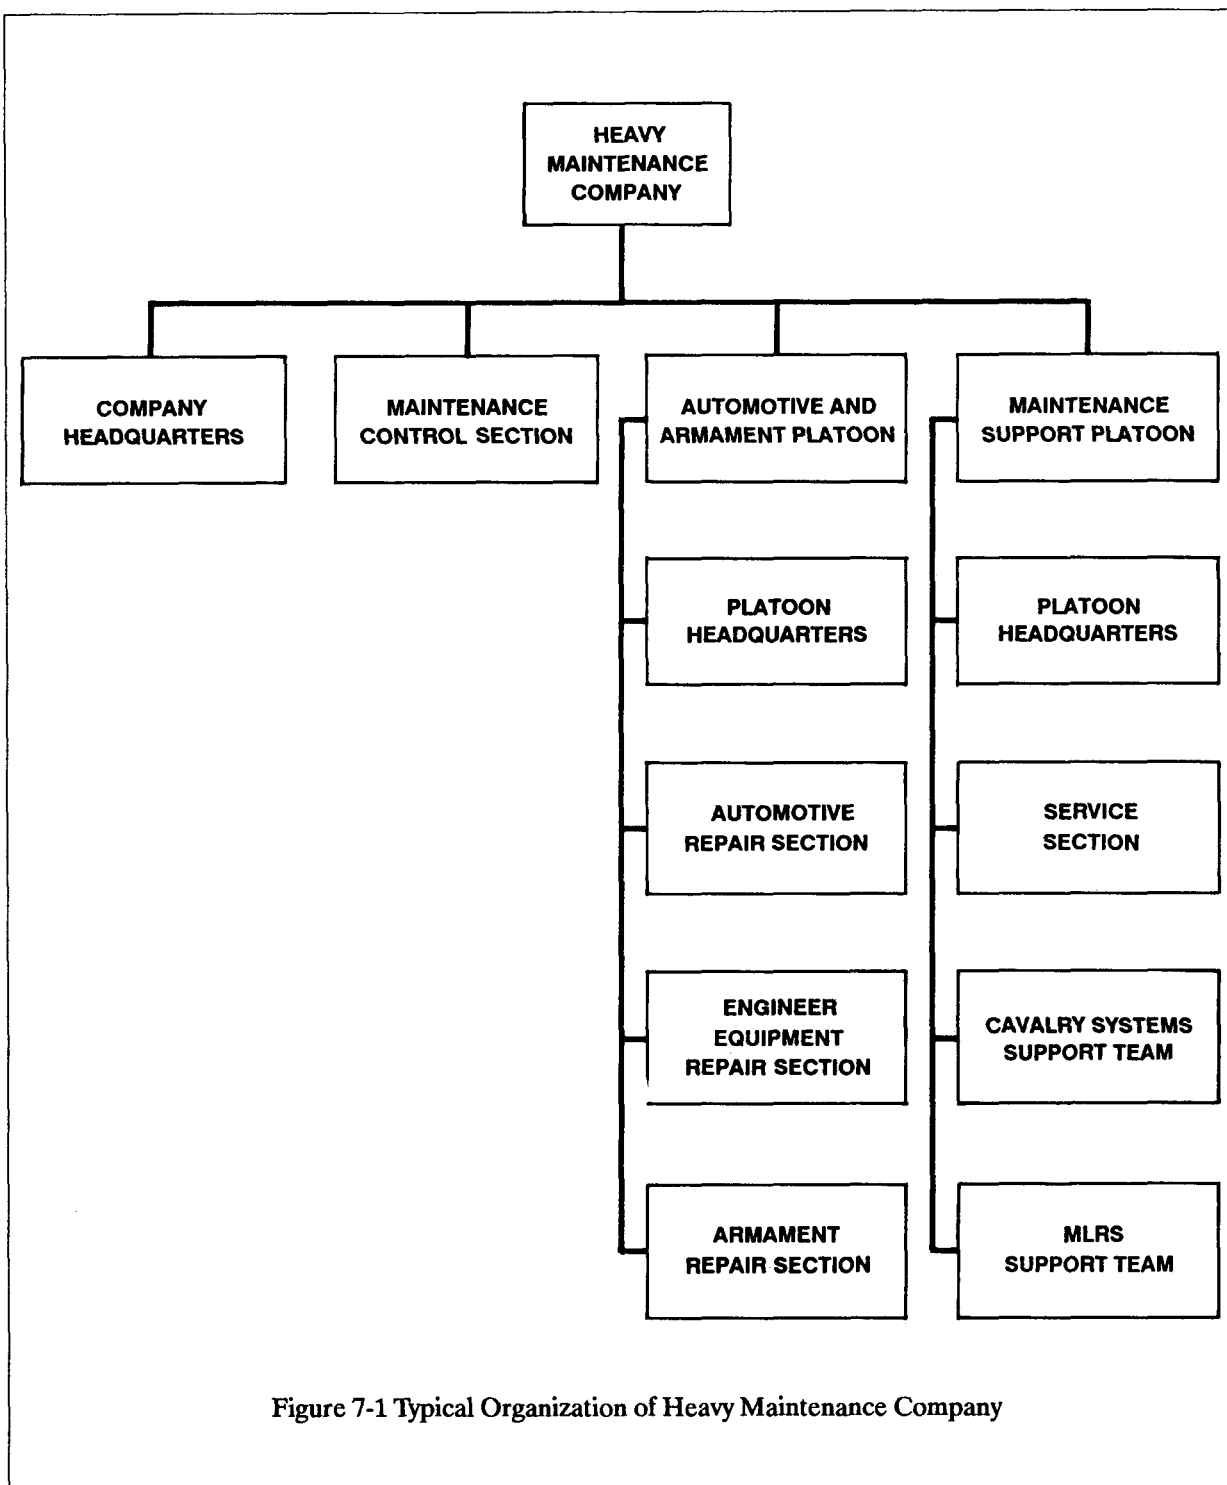 HEAVY
MAINTENANCE
COMPANY
COMPANY
HEADQUARTERS
MAINTENANCE
CONTROL SECTION
AUTOMOTIVE AND
ARMAMENT PLATOON
MAINTENANCE
SUPPORT PLATOON
PLATOON
HEADQUARTERS
PLATOON
HEADQUARTERS
AUTOMOTIVE
REPAIR SECTION
SERVICE
SECTION
ENGINEER
EQUIPMENT
REPAIR SECTION
CAVALRY SYSTEMS
SUPPORT TEAM
ARMAMENT
REPAIR SECTION
MLRS
SUPPORT TEAM
Figure 7-1 Typical Organization of Heavy Maintenance Company